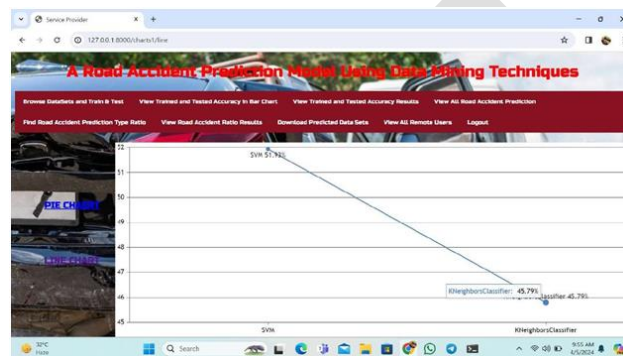 Service Provider
127.0.0.1:8000/charts1/line
A Road Accident Prediction Model Using Data Mining Techniques
Browse DataSets and Train & Test View Trained and Tested Accuracy in Bar Chart View Trained and Tested Accuracy Results View All Road Accident Prediction
Find Road Accident Prediction Type Ratio View Road Accident Ratio Results Download Predicted Data Sets View All Remote Users Logout
52
SVM
51
50
PIE CHART
49
48
LINE CHART
47
KNeighborsClassifier: 45.79%
46
45.79%
45
SVM KNeighborsClassifier
32°C
Haze
Search
9:55 AM
4/5/2024